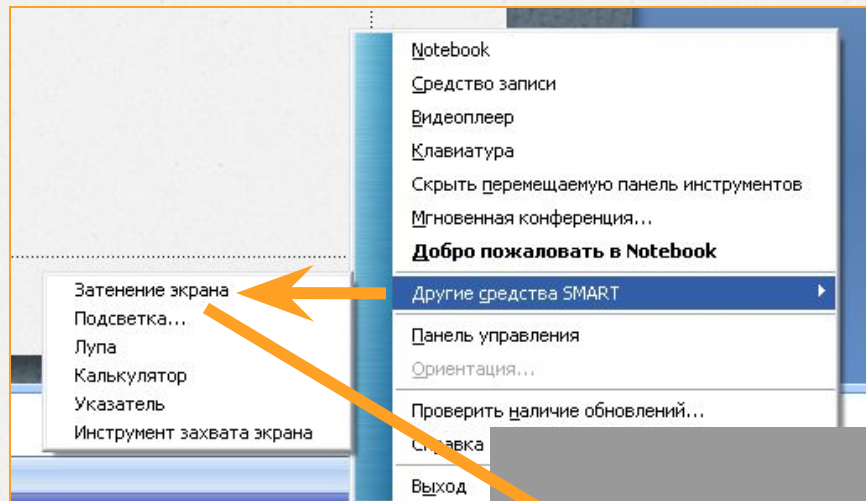 Notebook
Средство записи
Видеоплеер
Клавиатура
Скрыть перемещаемую панель инструментов
Мгновенная конференция...
Добро пожаловать в Notebook
Другие средства SMART
Панель управления
Ориентация...
Проверить наличие обновлений...
Справка
Выход
Затенение экрана
Подсветка...
Лупа
Калькулятор
Указатель
Инструмент захвата экрана